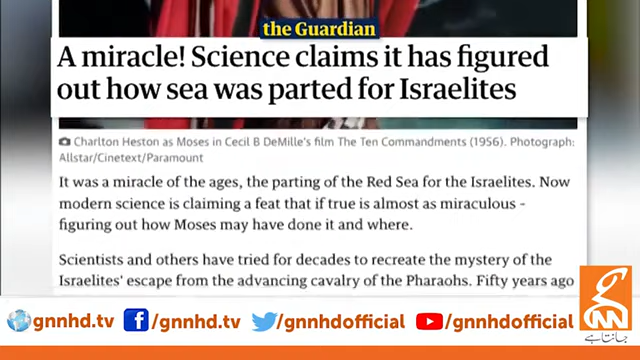 the Guardian
A miracle! Science claims it has figured
out how sea was parted for Israelites
Charlton Heston as Moses in Cecil B DeMille's film The Ten Commandments (1956). Photograph:
Allstar/Cinetext/Paramount
It was a miracle of the ages, the parting of the Red Sea for the Israelites. Now
modern science is claiming a feat that if true is almost as miraculous –
figuring out how Moses may have done it and where.
Scientists and others have tried for decades to recreate the mystery of the
Israelites' escape from the advancing cavalry of the Pharaohs. Fifty years ago
gnnhd.tv /gnnhd.tv /gnnhdofficial /gnnhdofficial
GNN
جانتا ہے